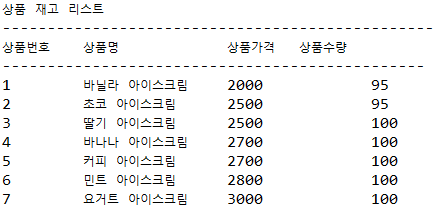 상품 재고 리스트
------------------------------------------------------
상품번호 상품명 상품가격 상품수량
-----------------------------------------------------
1 바닐라 아이스크림 2000 95
2 초코 아이스크림 2500 95
3 딸기 아이스크림 2500 100
4 바나나 아이스크림 2700 100
5 커피 아이스크림 2700 100
6 민트 아이스크림 2800 100
7 요거트 아이스크림 3000 100